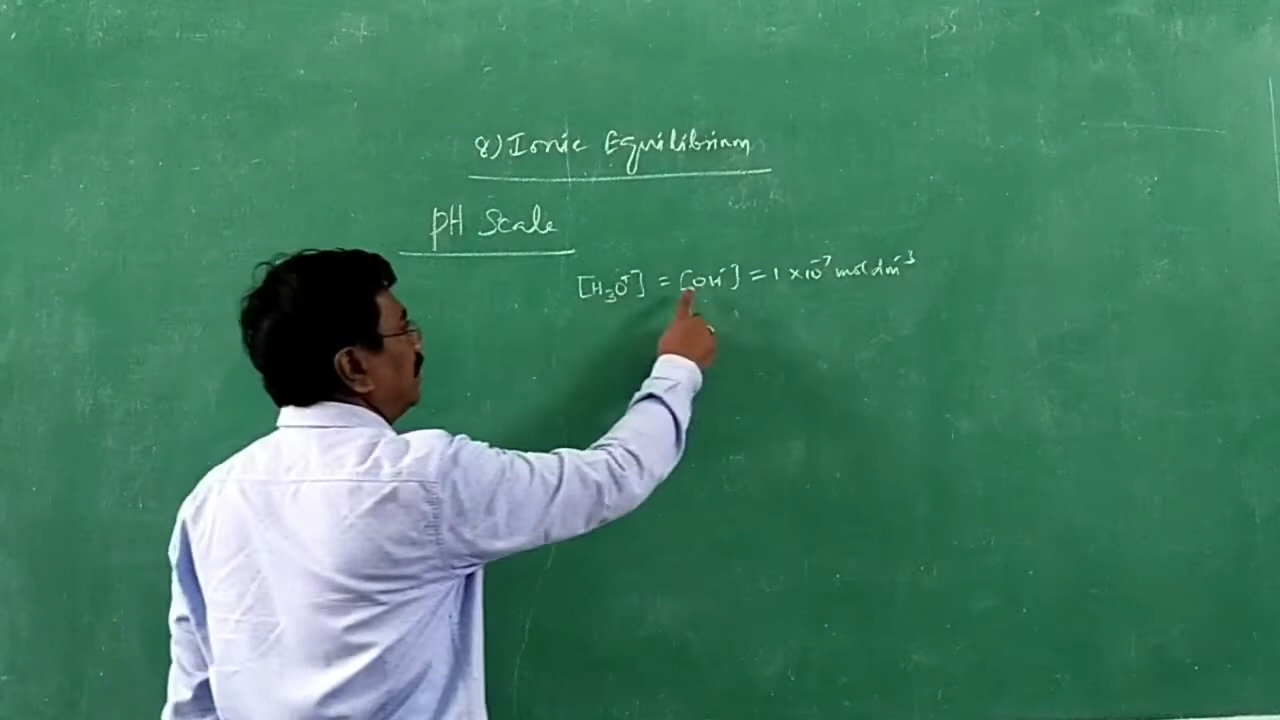 8) Ionic Equilibrium
pH Scale
[H₃O⁺] = [OH⁻] = 1 × 10⁻⁷ mol dm⁻³